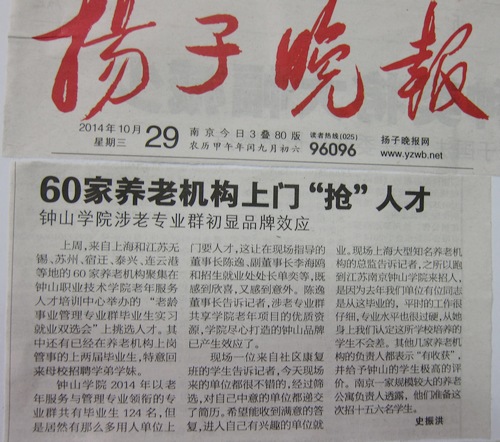 扬子晚报
2014年10月
星期三
29
南京今日3叠80版
农历甲午年闰九月初六
读者热线(025)
96096
扬子晚报网
www.yzwb.net
60家养老机构上门“抢”人才
钟山学院涉老专业群初显品牌效应
上周,来自上海和江苏无
锡、苏州、宿迁、泰兴、连云港
等地的60家养老机构聚集在
钟山职业技术学院老年服务
人才培训中心举办的“老龄
事业管理专业群毕业生实习
就业双选会”上挑选人才。其
中还有已经在养老机构上岗
管事的上两届毕业生,特意回
来母校招聘学弟学妹。
钟山学院2014年以老
年服务与管理专业领衔的专
业群共有毕业生124名,但
是居然有那么多用人单位上
门要人才,这让在现场指导的
董事长陈逸、副董事长李海鸥
和招生就业处处长单奕等,既
感到欣喜,又感到意外。陈逸
董事长告诉记者,涉老专业群
共享学院老年项目的优质资
源,学院尽心打造的钟山品牌
已产生效应了。
现场一位来自社区康复
班的学生告诉记者,今天现场
来的单位都很不错的,经过筛
选,对自己中意的单位都递交
了简历。希望能收到满意的答
复,进入自己有兴趣的单位就
业。现场上海大型知名养老机
构的总监告诉记者,之所以跑
到江苏南京钟山学院来招人,
是因为去年我们单位有位同志
是从这毕业的,平时的工作很
仔细,专业水平也很过硬,从她
身上我们认定这所学校培养的
学生不会差。其他几家养老机
构的负责人都表示“有收获”,
并给予钟山的学生极高的评
价。南京一家规模较大的养老
公寓负责人透露,他们准备这
次招十五六名学生。
史振洪